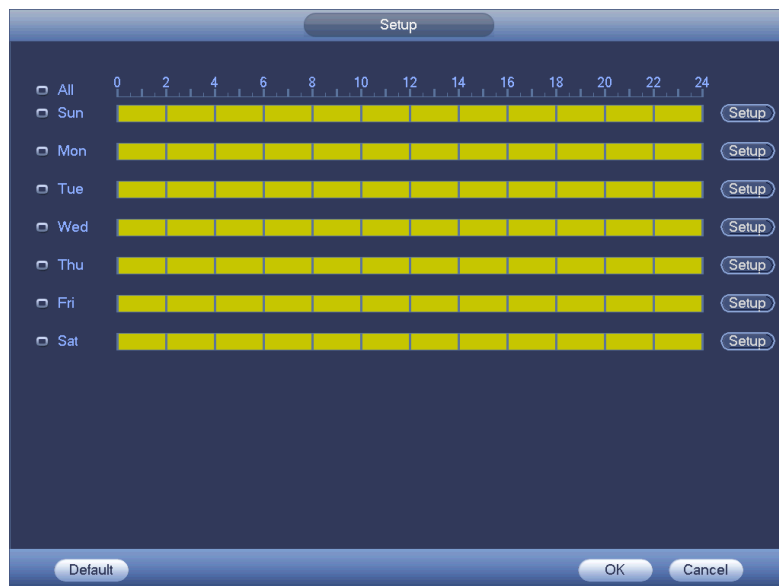 Setup
All 0 2 4 6 8 10 12 14 16 18 20 22 24
Sun Setup
Mon Setup
Tue Setup
Wed Setup
Thu Setup
Fri Setup
Sat Setup
Default OK Cancel